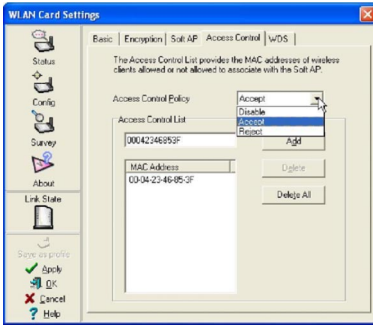 WLAN Card Settings
Status
Config
Survey
About
Link State
Save as profile
Apply
OK
Cancel
Help
Basic
Encryption
Soft AP
Access Control
WDS
The Access Control List provides the MAC addresses of wireless
clients allowed or not allowed to associate with the Soft AP.
Access Control Policy
Accept
Disable
Accept
Reject
Access Control List
00042346853F
Add
MAC Address
00-04-23-46-85-3F
Delete
Delete All